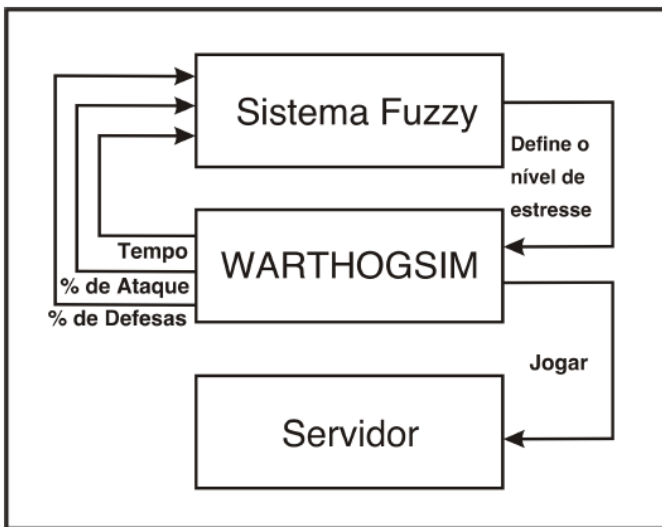 Sistema Fuzzy
Define o
nível de
estresse
WARTHOGSIM
Tempo
% de Ataque
% de Defesas
Jogar
Servidor